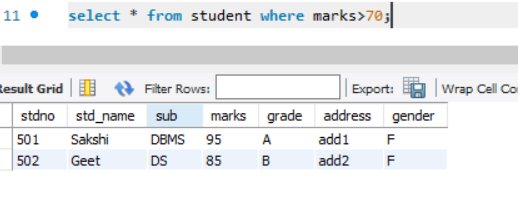 11 select * from student where marks>70;
Result Grid Filter Rows: Export: Wrap Cell Co
stdno std_name sub marks grade address gender
501 Sakshi DBMS 95 A add1 F
502 Geet DS 85 B add2 F